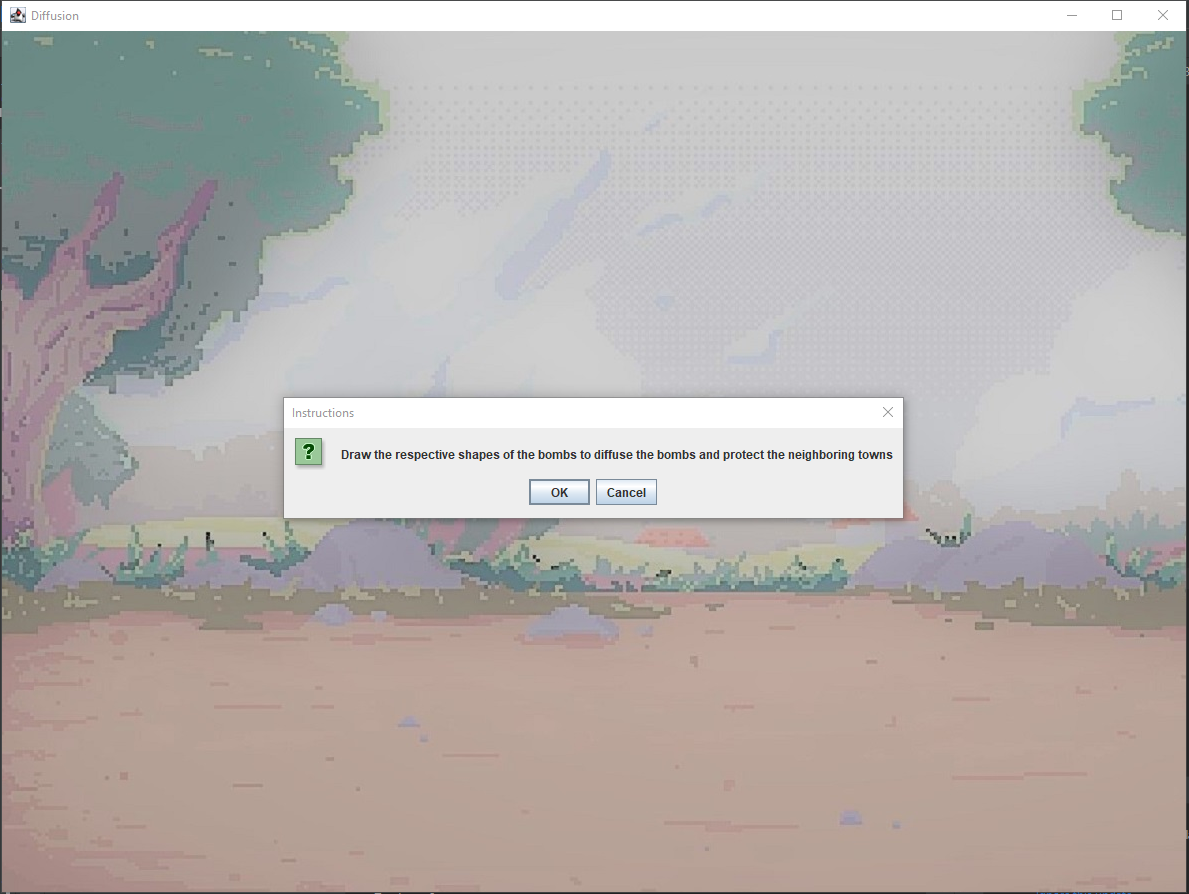 Diffusion
Instructions
?
Draw the respective shapes of the bombs to diffuse the bombs and protect the neighboring towns
OK Cancel